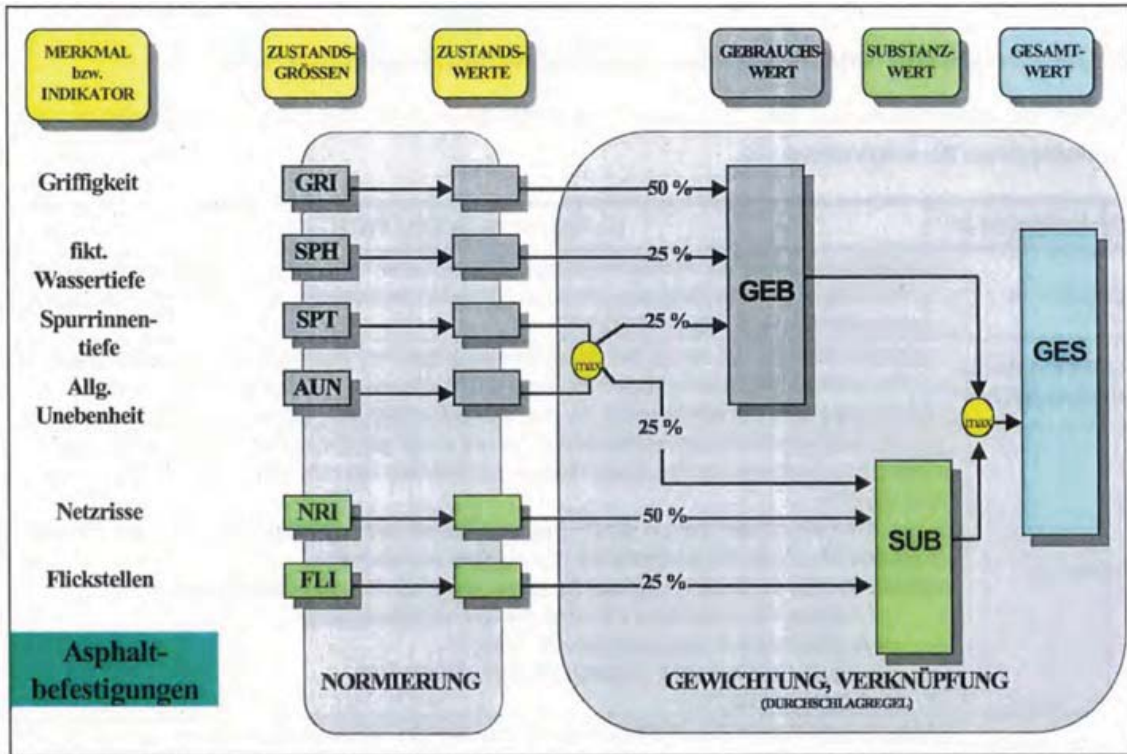 MERKMAL
bzw.
INDIKATOR
ZUSTANDS-
GRÖSSEN
ZUSTANDS-
WERTE
GEBRAUCHS-
WERT
SUBSTANZ-
WERT
GESAMT-
WERT
Griffigkeit
GRI
50 %
fikt.
Wassertiefe
SPH
25 %
GEB
Spurrinnen-
tiefe
SPT
25 %
max
GES
Allg.
Unebenheit
AUN
25 %
max
Netzrisse
NRI
50 %
SUB
Flickstellen
FLI
25 %
Asphalt-
befestigungen
NORMIERUNG
GEWICHTUNG, VERKNÜPFUNG
(DURCHSCHLAGREGEL)